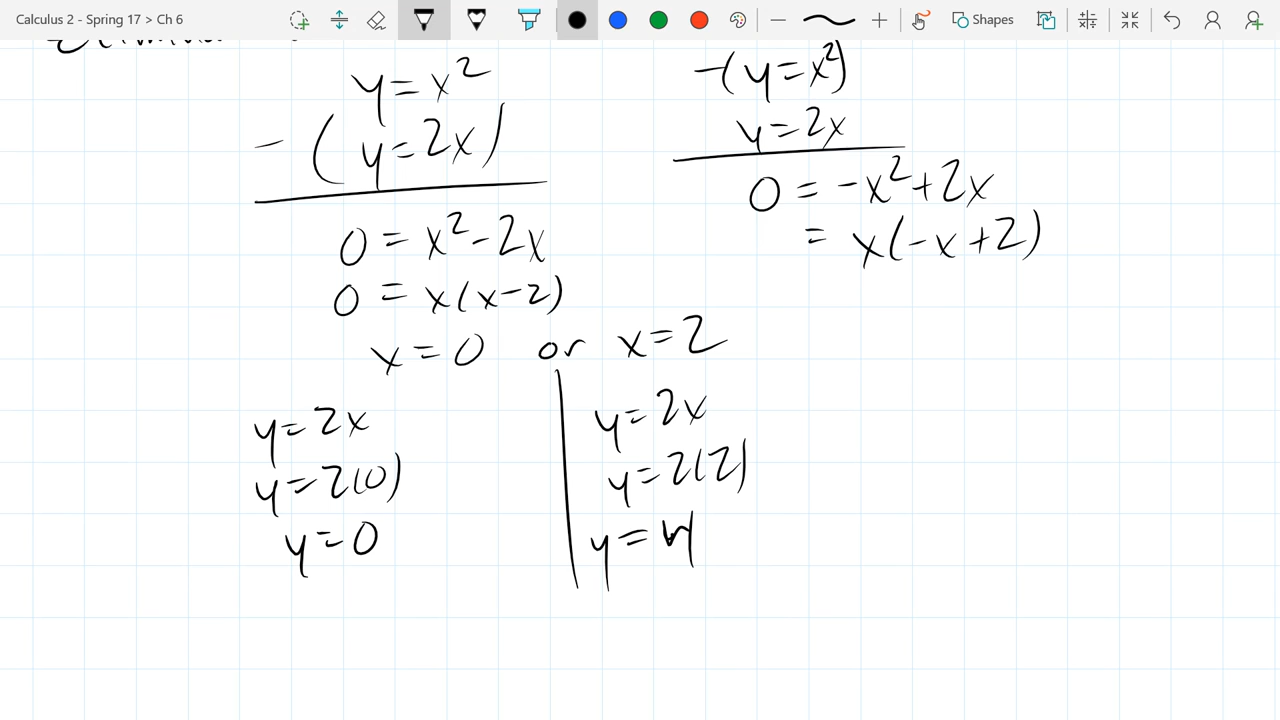 Calculus 2 - Spring 17 > Ch 6
Shapes
y = x²
- ( y = 2x )
0 = x² - 2x
0 = x(x-2)
x = 0 or x = 2
y = 2x
y = 2(0)
y = 0
y = 2x
y = 2(2)
y = 4
-(y = x²)
y = 2x
0 = -x² + 2x
= x(-x+2)